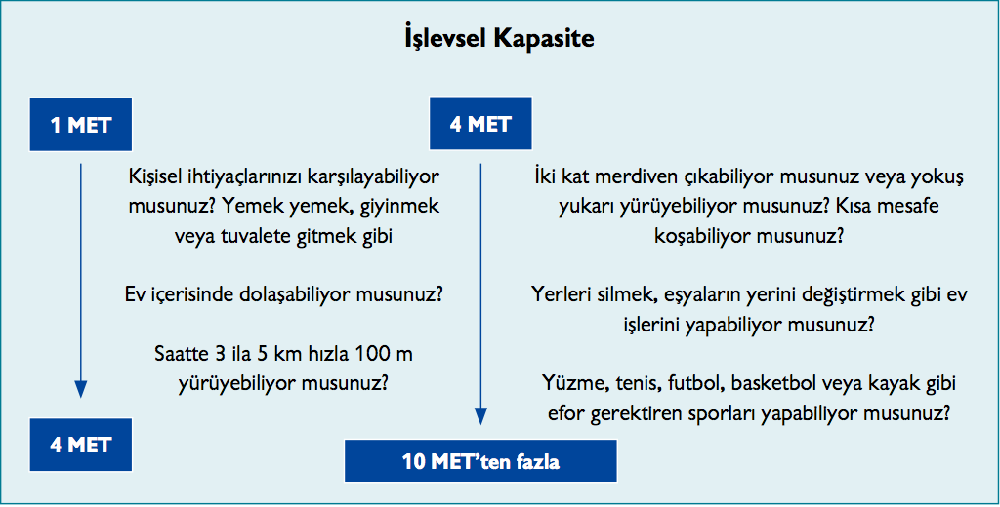 İşlevsel Kapasite
1 MET
Kişisel ihtiyaçlarınızı karşılayabiliyor
musunuz? Yemek yemek, giyinmek
veya tuvalete gitmek gibi
Ev içerisinde dolaşabiliyor musunuz?
Saatte 3 ila 5 km hızla 100 m
yürüyebiliyor musunuz?
4 MET
4 MET
İki kat merdiven çıkabiliyor musunuz veya yokuş
yukarı yürüyebiliyor musunuz? Kısa mesafe
koşabiliyor musunuz?
Yerleri silmek, eşyaların yerini değiştirmek gibi ev
işlerini yapabiliyor musunuz?
Yüzme, tenis, futbol, basketbol veya kayak gibi
efor gerektiren sporları yapabiliyor musunuz?
10 MET’ten fazla